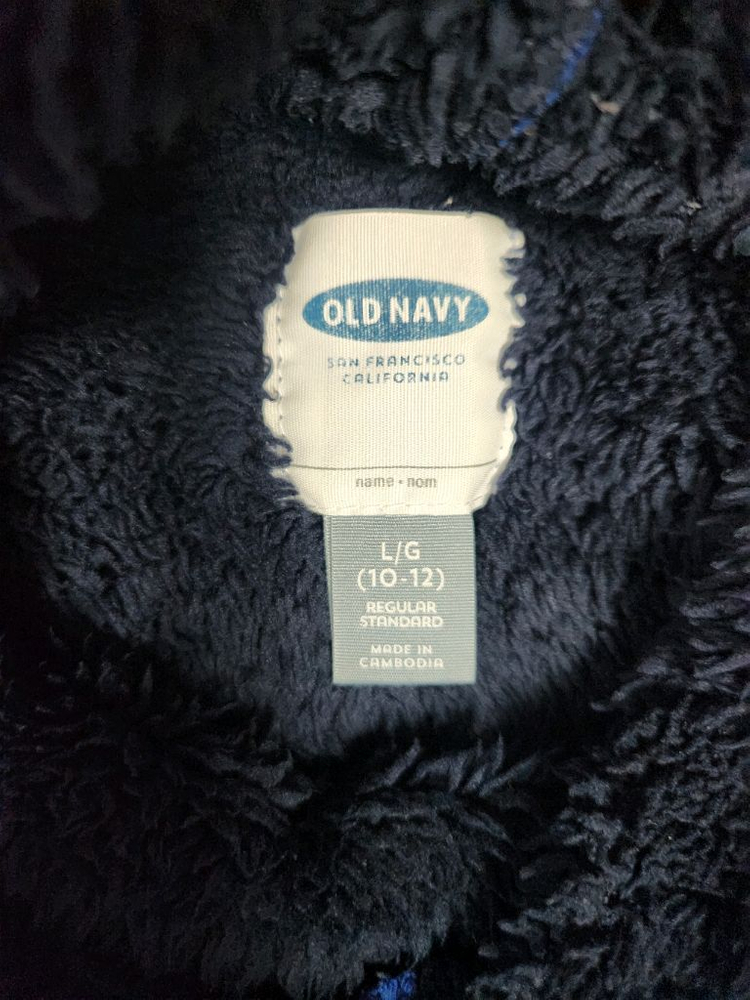 OLD NAVY
SAN FRANCISCO
CALIFORNIA
name • nom
L/G
(10-12)
REGULAR
STANDARD
MADE IN
CAMBODIA